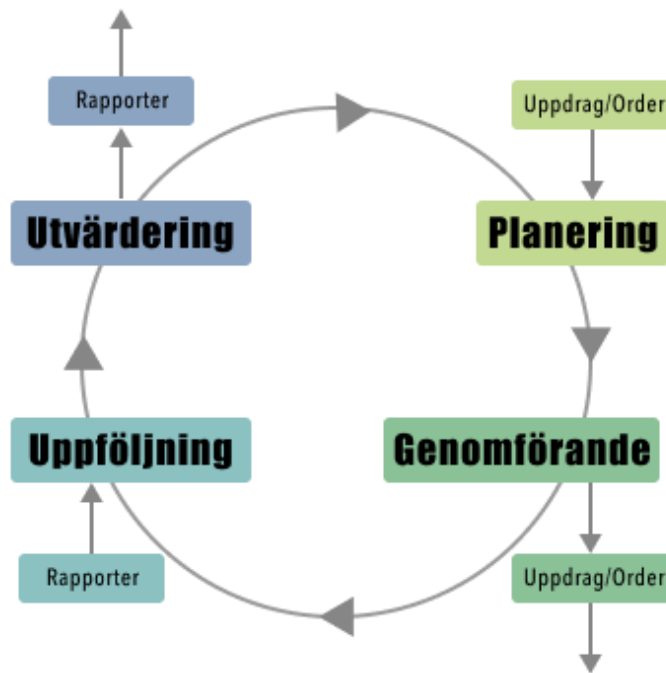 Rapporter
Uppdrag/Order
Utvärdering
Planering
Uppföljning
Genomförande
Rapporter
Uppdrag/Order